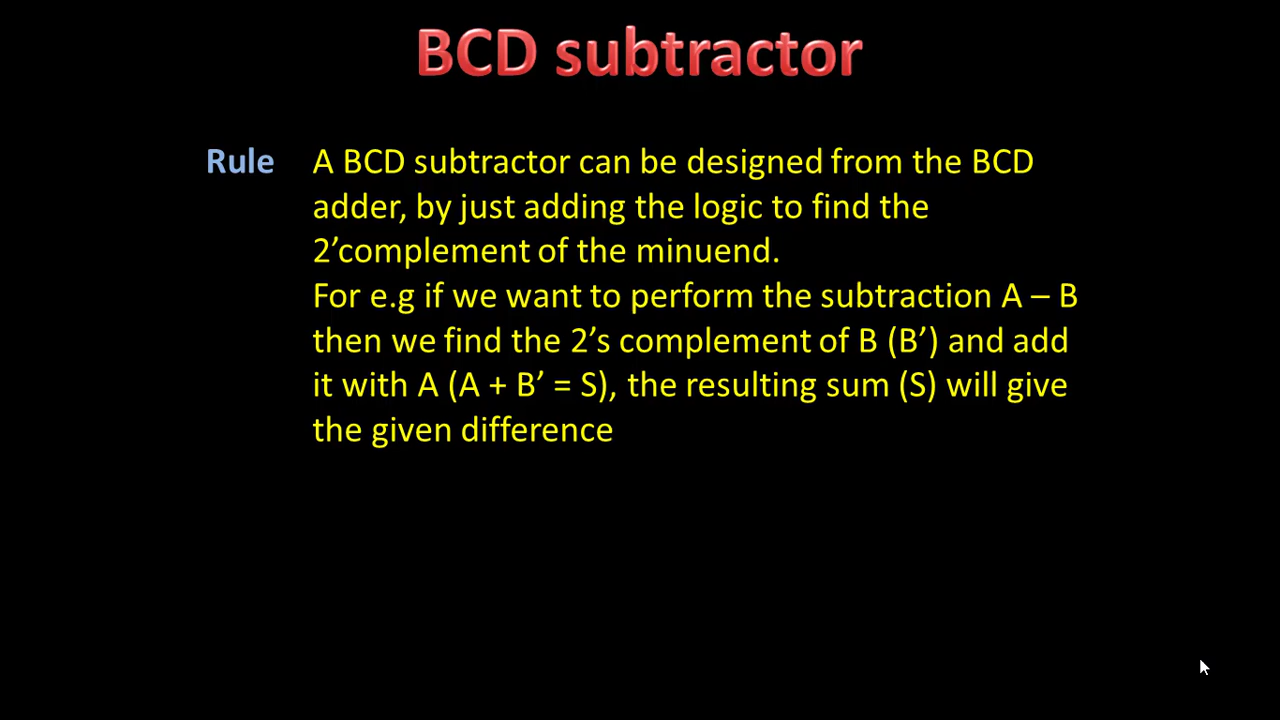 BCD subtractor
Rule A BCD subtractor can be designed from the BCD
adder, by just adding the logic to find the
2’complement of the minuend.
For e.g if we want to perform the subtraction A – B
then we find the 2’s complement of B (B’) and add
it with A (A + B’ = S), the resulting sum (S) will give
the given difference